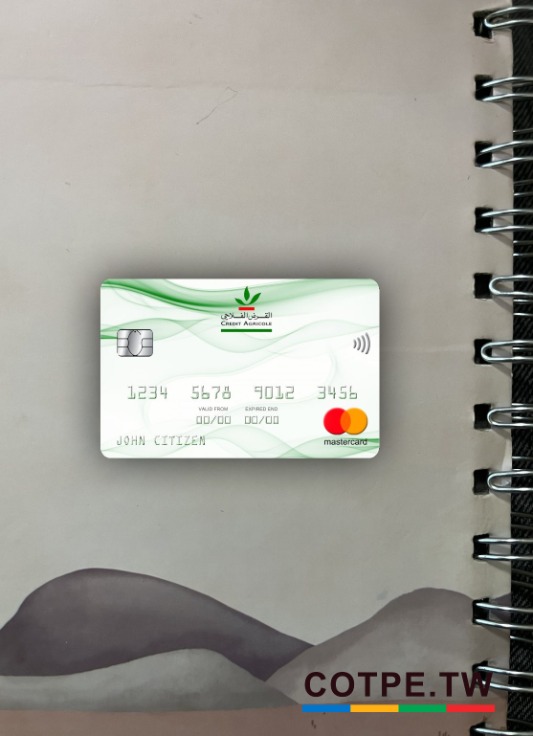 القرض الفلاحي
CRÉDIT AGRICOLE
1234 5678 9012 3456
VALID FROM EXPIRED END
00/00 00/00
JOHN CITIZEN
mastercard
COTPE.TW